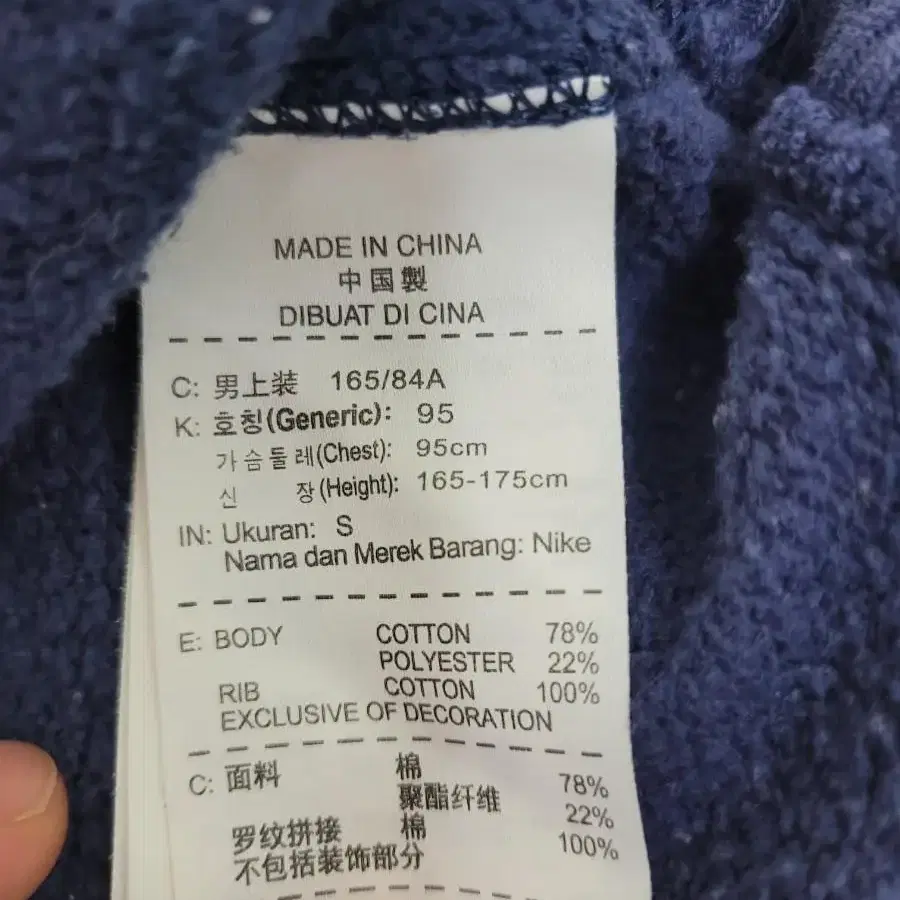 MADE IN CHINA
中国製
DIBUAT DI CINA
C: 男上装 165/84A
K: 호칭(Generic): 95
가슴둘레(Chest): 95cm
신 장(Height): 165-175cm
IN: Ukuran: S
Nama dan Merek Barang: Nike
E: BODY COTTON 78%
POLYESTER 22%
RIB COTTON 100%
EXCLUSIVE OF DECORATION
C: 面料 棉 78%
聚酯纤维 22%
罗纹拼接 棉 100%
不包括装饰部分